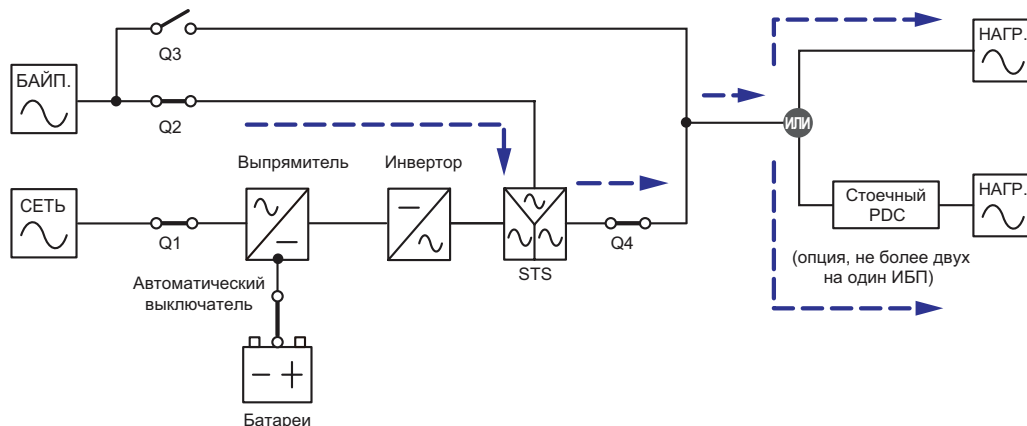 НАГР.
Q3
БАЙП.
ИЛИ
Q2
Выпрямитель
Инвертор
СЕТЬ
Стоечный
PDC
НАГР.
Q1
Q4
STS
(опция, не более двух
на один ИБП)
Автоматический
выключатель
Батареи